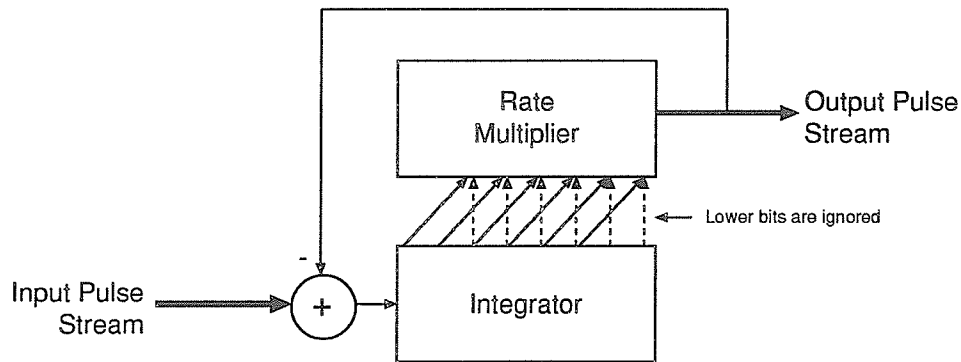 Rate
Multiplier
Output Pulse
Stream
Lower bits are ignored
-
Input Pulse
Stream
+
Integrator